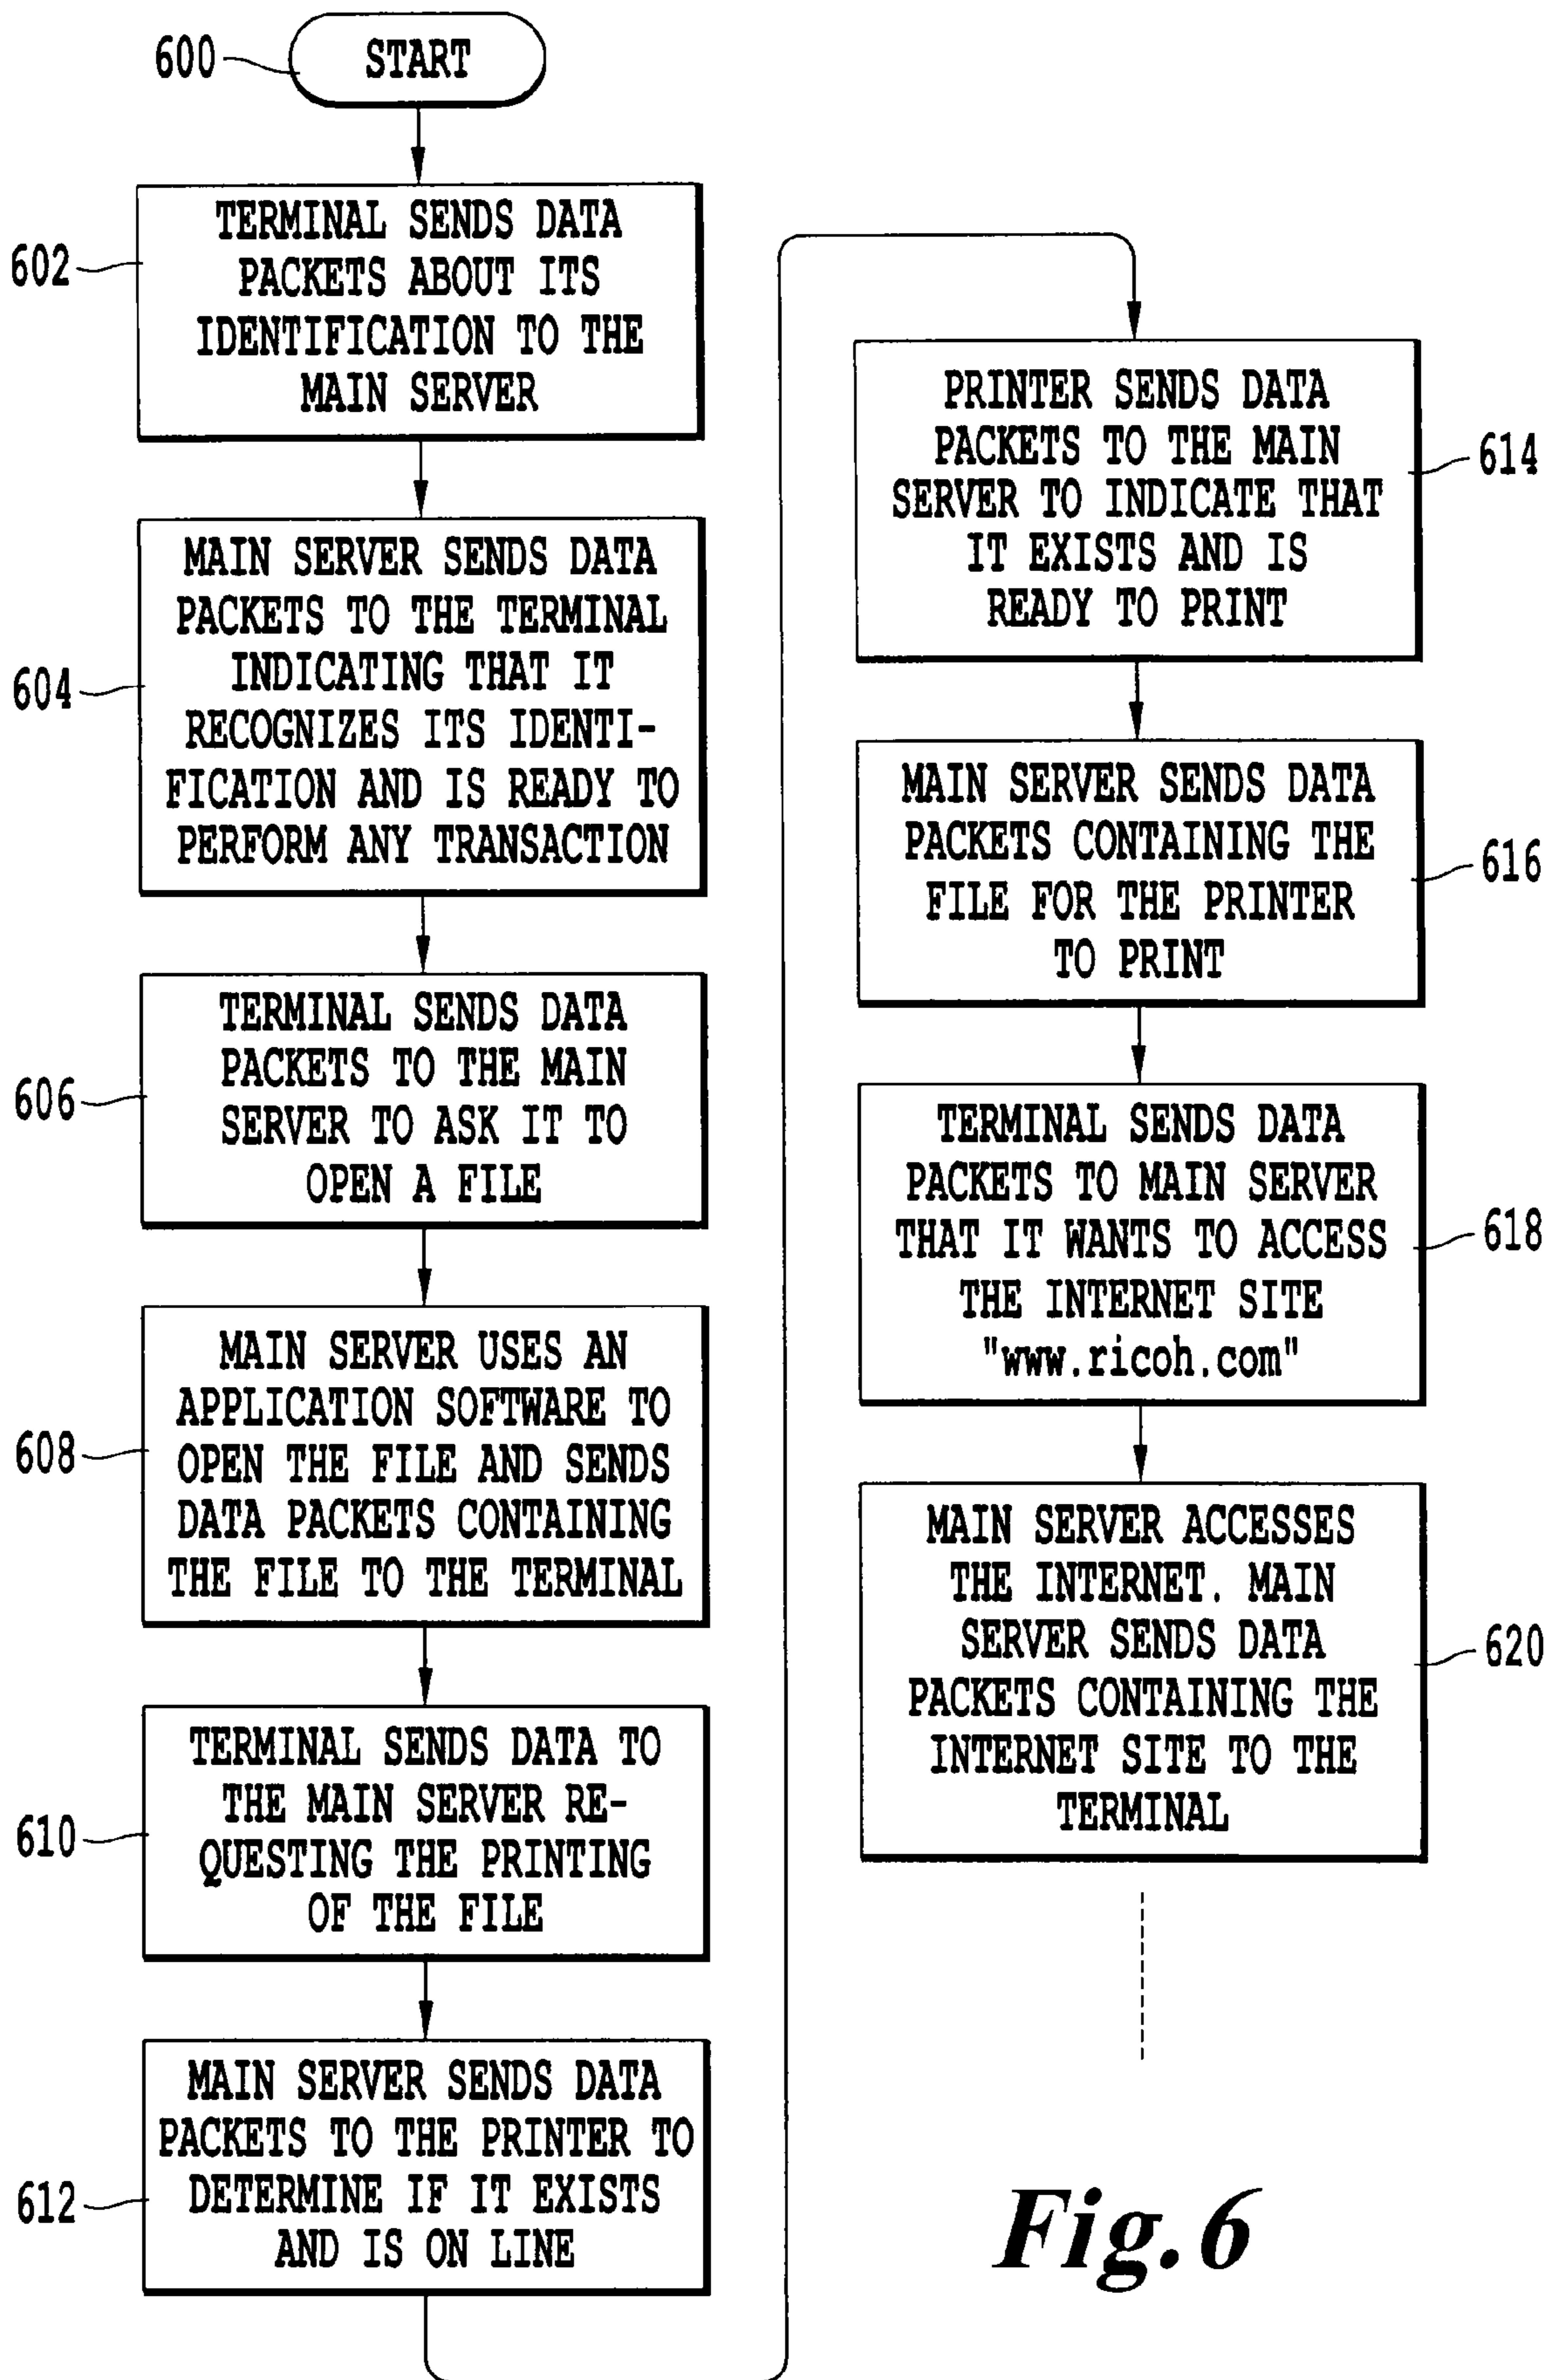 600
START
602
TERMINAL SENDS DATA
PACKETS ABOUT ITS
IDENTIFICATION TO THE
MAIN SERVER
604
MAIN SERVER SENDS DATA
PACKETS TO THE TERMINAL
INDICATING THAT IT
RECOGNIZES ITS IDENTI-
FICATION AND IS READY TO
PERFORM ANY TRANSACTION
606
TERMINAL SENDS DATA
PACKETS TO THE MAIN
SERVER TO ASK IT TO
OPEN A FILE
608
MAIN SERVER USES AN
APPLICATION SOFTWARE TO
OPEN THE FILE AND SENDS
DATA PACKETS CONTAINING
THE FILE TO THE TERMINAL
610
TERMINAL SENDS DATA TO
THE MAIN SERVER RE-
QUESTING THE PRINTING
OF THE FILE
612
MAIN SERVER SENDS DATA
PACKETS TO THE PRINTER TO
DETERMINE IF IT EXISTS
AND IS ON LINE
PRINTER SENDS DATA
PACKETS TO THE MAIN
SERVER TO INDICATE THAT
IT EXISTS AND IS
READY TO PRINT
614
MAIN SERVER SENDS DATA
PACKETS CONTAINING THE
FILE FOR THE PRINTER
TO PRINT
616
TERMINAL SENDS DATA
PACKETS TO MAIN SERVER
THAT IT WANTS TO ACCESS
THE INTERNET SITE
"www.ricoh.com"
618
MAIN SERVER ACCESSES
THE INTERNET. MAIN
SERVER SENDS DATA
PACKETS CONTAINING THE
INTERNET SITE TO THE
TERMINAL
620
Fig. 6